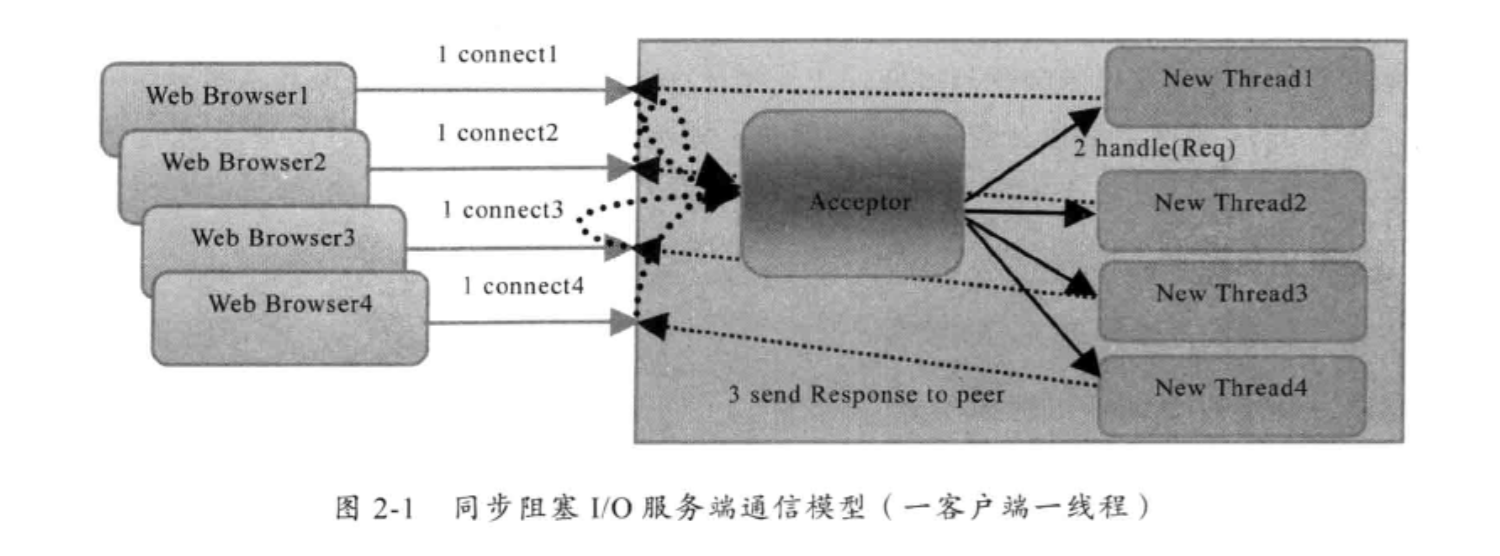 1 connect1
Web Browser1
1 connect2
Web Browser2
1 connect3
Web Browser3
1 connect4
Web Browser4
Acceptor
New Thread1
2 handle(Req)
New Thread2
New Thread3
New Thread4
3 send Response to peer
图 2-1 同步阻塞 I/O 服务端通信模型（一客户端一线程）